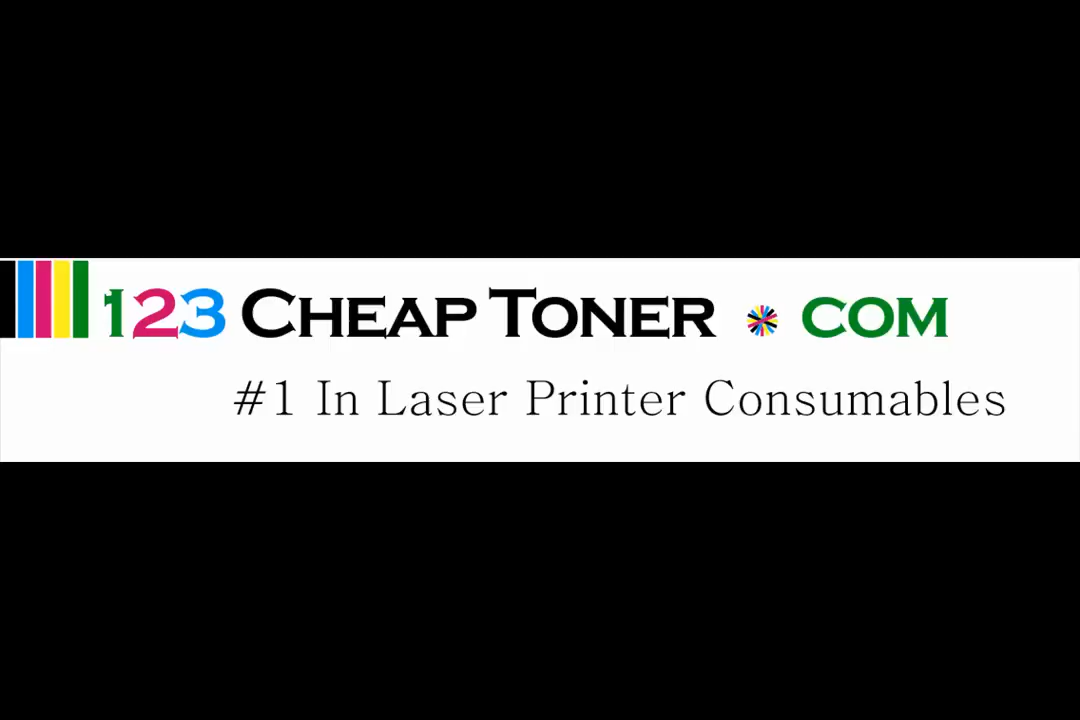 123 CHEAP TONER . COM
#1 In Laser Printer Consumables